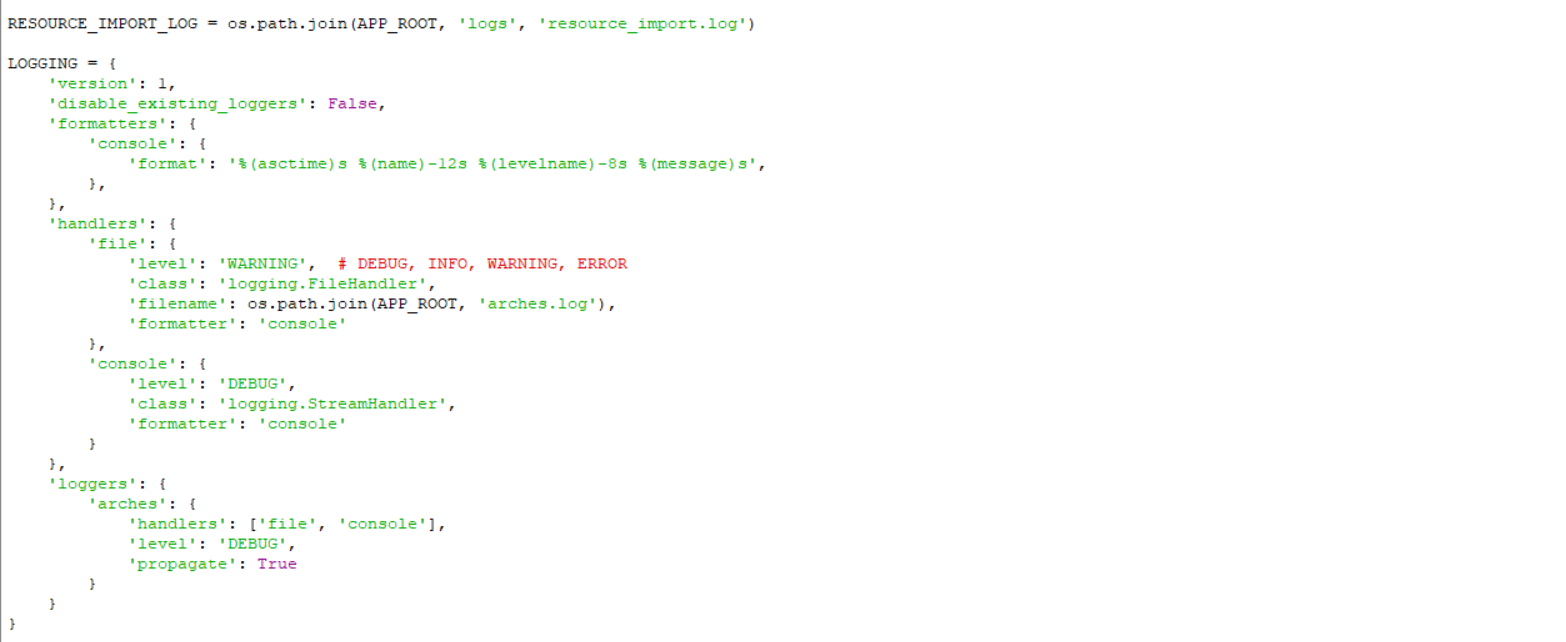 RESOURCE_IMPORT_LOG = os.path.join(APP_ROOT, 'logs', 'resource_import.log')

LOGGING = {
    'version': 1,
    'disable_existing_loggers': False,
    'formatters': {
        'console': {
            'format': '%(asctime)s %(name)-12s %(levelname)-8s %(message)s',
        },
    },
    'handlers': {
        'file': {
            'level': 'WARNING',  # DEBUG, INFO, WARNING, ERROR
            'class': 'logging.FileHandler',
            'filename': os.path.join(APP_ROOT, 'arches.log'),
            'formatter': 'console'
        },
        'console': {
            'level': 'DEBUG',
            'class': 'logging.StreamHandler',
            'formatter': 'console'
        }
    },
    'loggers': {
        'arches': {
            'handlers': ['file', 'console'],
            'level': 'DEBUG',
            'propagate': True
        }
    }
}